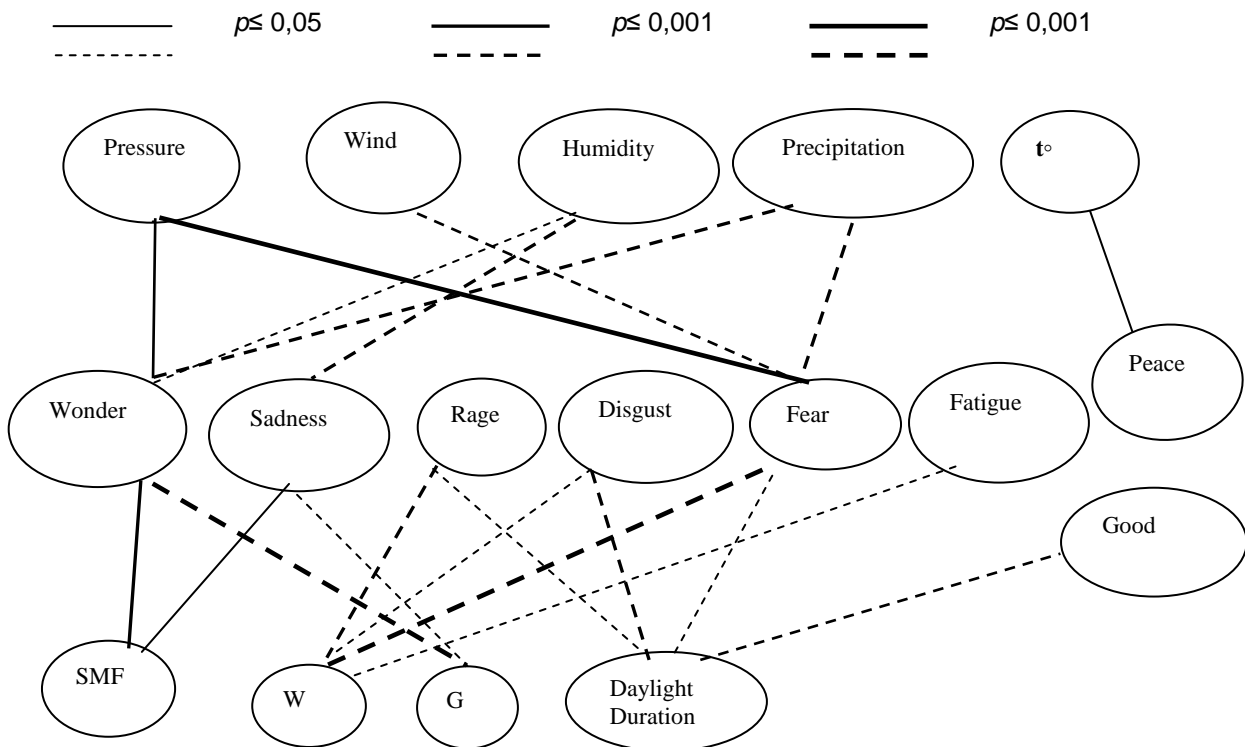 p≤ 0,05
p≤ 0,001
p≤ 0,001
Pressure
Wind
Humidity
Precipitation
t°
Wonder
Sadness
Rage
Disgust
Fear
Fatigue
Peace
Good
SMF
W
G
Daylight
Duration